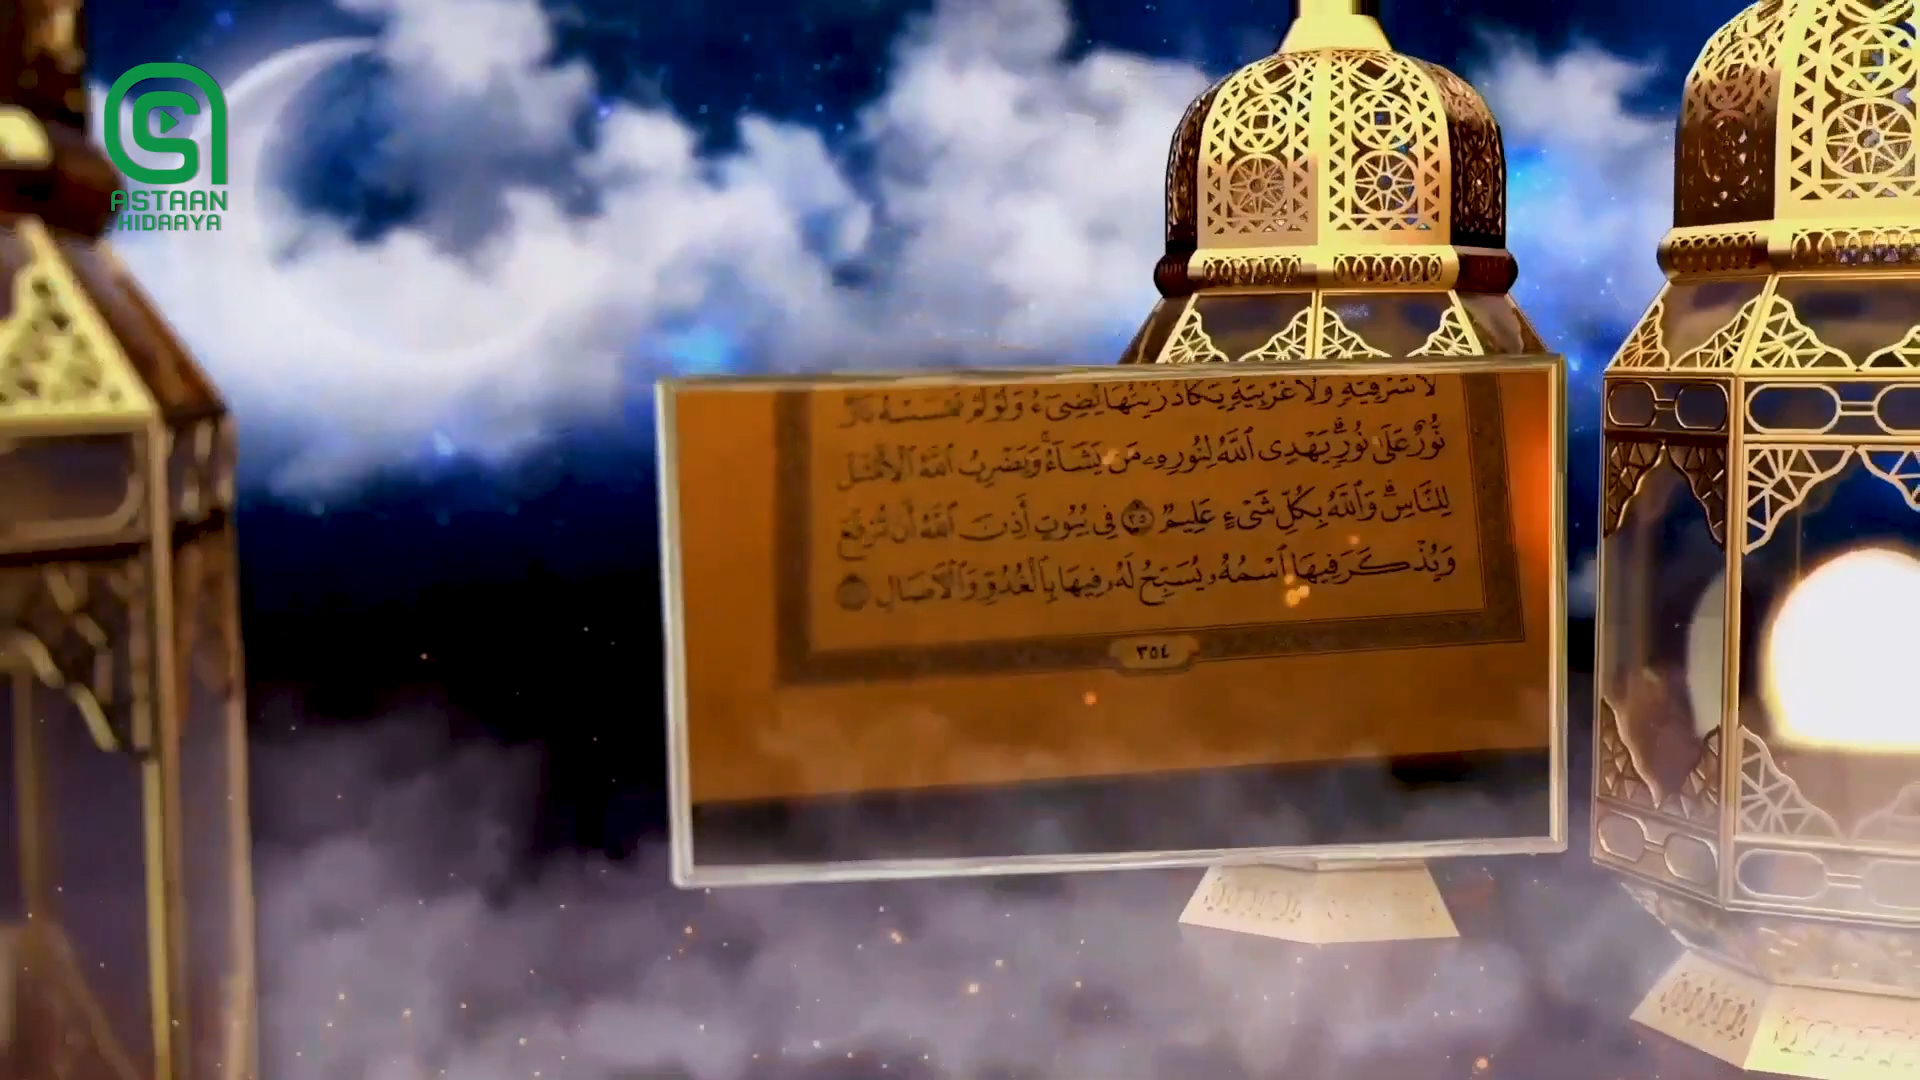 ASTAAN
HIDAAYA
لَا شَرْقِيَّةٍ وَلَا غَرْبِيَّةٍ يَكَادُ زَيْتُهَا يُضِىٓءُ وَلَوْ لَمْ تَمْسَسْهُ نَارٌ
نُّورٌ عَلَىٰ نُورٍ ۗ يَهْدِى ٱللَّهُ لِنُورِهِۦ مَن يَشَآءُ ۚ وَيَضْرِبُ ٱللَّهُ ٱلْأَمْثَٰلَ
لِلنَّاسِ ۗ وَٱللَّهُ بِكُلِّ شَىْءٍ عَلِيمٌ ٣٥ فِى بُيُوتٍ أَذِنَ ٱللَّهُ أَن تُرْفَعَ
وَيُذْكَرَ فِيهَا ٱسْمُهُۥ يُسَبِّحُ لَهُۥ فِيهَا بِٱلْغُدُوِّ وَٱلْءَاصَالِ
٣٥٤